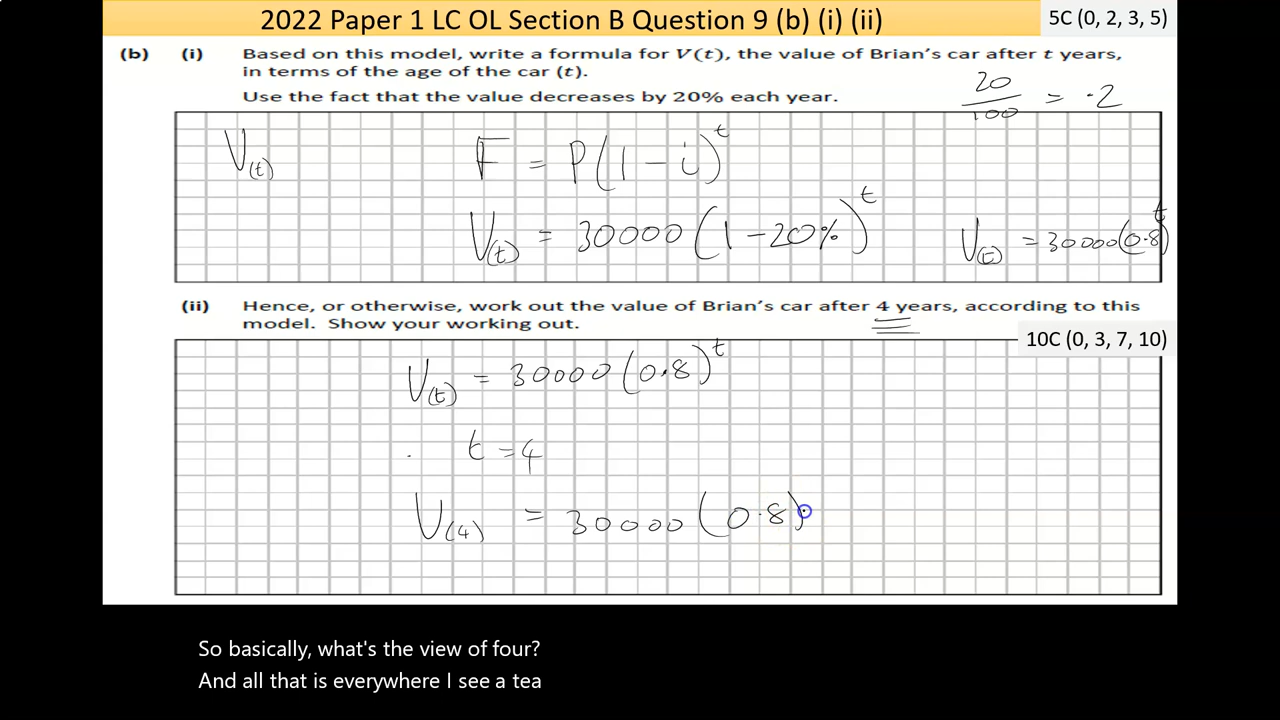 2022 Paper 1 LC OL Section B Question 9 (b) (i) (ii)
5C (0, 2, 3, 5)
(b) (i) Based on this model, write a formula for V(t), the value of Brian's car after t years,
in terms of the age of the car (t).
Use the fact that the value decreases by 20% each year.
20/100 = .2
V(t)
F = P(1 - i)^t
V(t) = 30000(1 - 20%)^t
V(t) = 30000(0.8)^t
(ii) Hence, or otherwise, work out the value of Brian's car after 4 years, according to this
model. Show your working out.
10C (0, 3, 7, 10)
V(t) = 30000(0.8)^t
t = 4
V(4) = 30000(0.8)
So basically, what's the view of four?
And all that is everywhere I see a tea